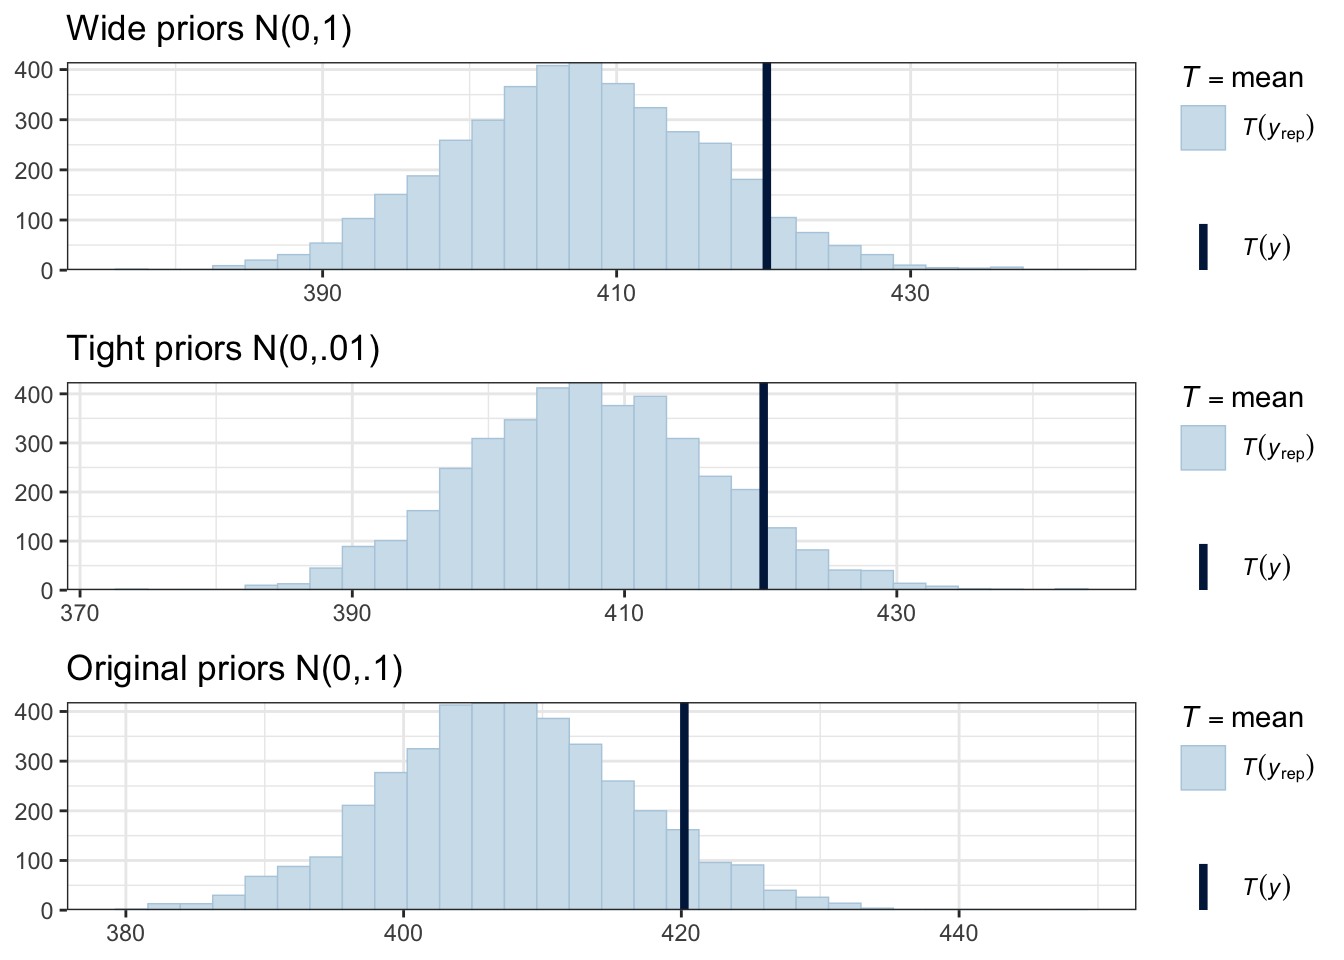 Wide priors N(0,1)
400
300
200
100
0
390
410
430
T = mean
T(yrep)
T(y)
Tight priors N(0,.01)
400
300
200
100
0
370
390
410
430
T = mean
T(yrep)
T(y)
Original priors N(0,.1)
400
300
200
100
0
380
400
420
440
T = mean
T(yrep)
T(y)